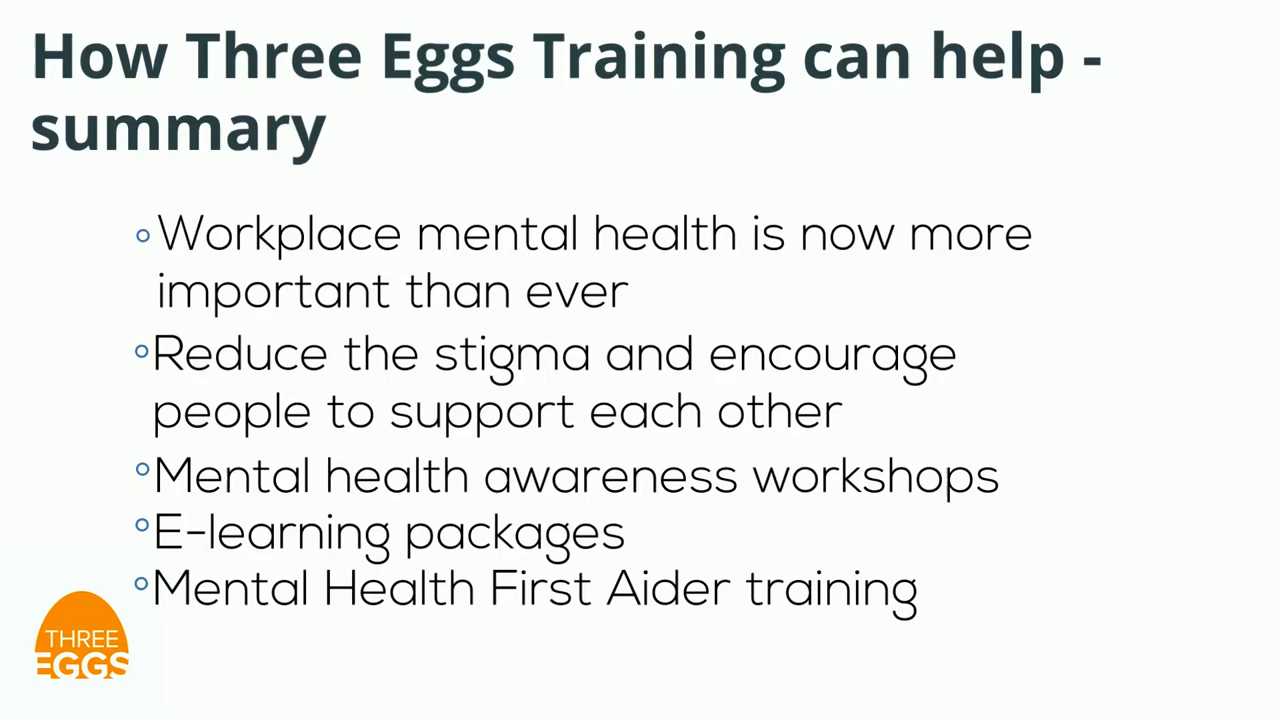 How Three Eggs Training can help -
summary
◦Workplace mental health is now more
important than ever
◦Reduce the stigma and encourage
people to support each other
◦Mental health awareness workshops
◦E-learning packages
◦Mental Health First Aider training
THREE
EGGS